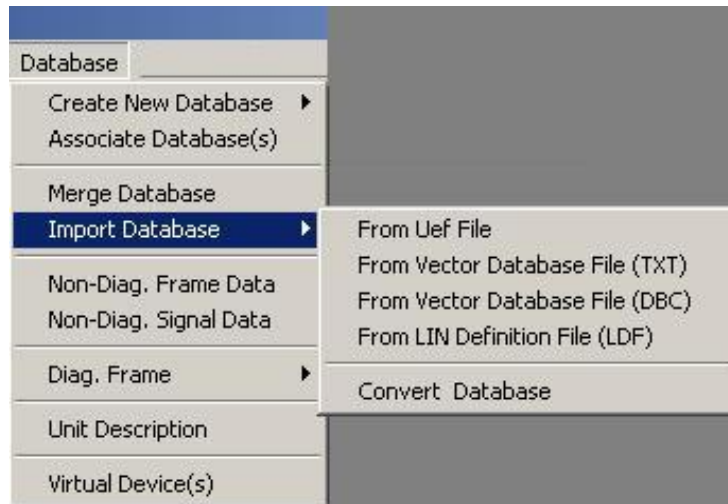 Database
Create New Database
Associate Database(s)
Merge Database
Import Database
Non-Diag. Frame Data
Non-Diag. Signal Data
Diag. Frame
Unit Description
Virtual Device(s)
From Uef File
From Vector Database File (TXT)
From Vector Database File (DBC)
From LIN Definition File (LDF)
Convert Database